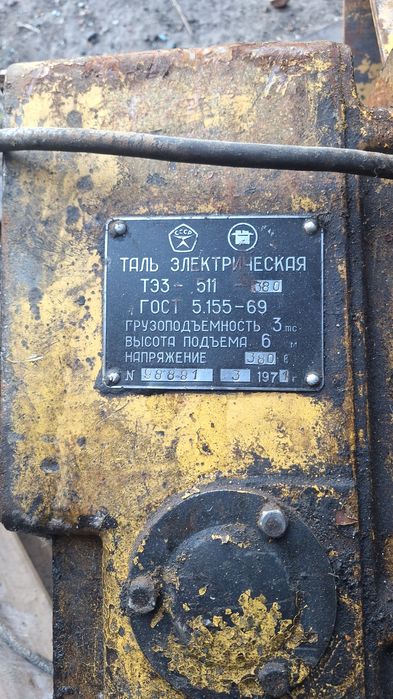 СССР
ТАЛЬ ЭЛЕКТРИЧЕСКАЯ
ТЭ3 - 511 380
ГОСТ 5.155-69
ГРУЗОПОДЪЕМНОСТЬ 3 тс
ВЫСОТА ПОДЪЕМА 6 м
НАПРЯЖЕНИЕ 380 в
N 98891 3 1971 г